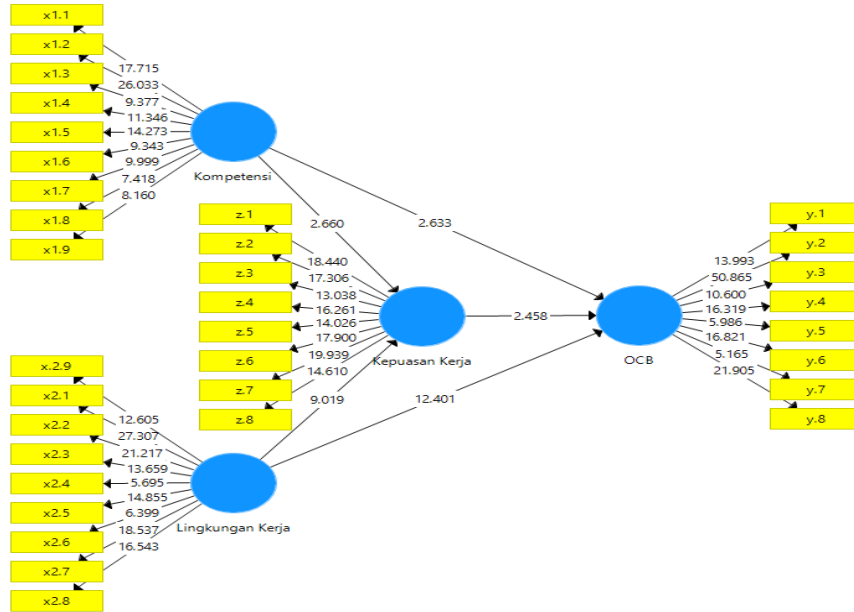 x1.1
x1.2
x1.3
x1.4
x1.5
x1.6
x1.7
x1.8
x1.9
17.715
26.033
9.377
11.346
14.273
9.343
9.999
7.418
8.160
Kompetensi
2.660
2.633
z.1
z.2
z.3
z.4
z.5
z.6
z.7
z.8
18.440
17.306
13.038
16.261
14.026
17.900
19.939
14.610
Kepuasan Kerja
2.458
9.019
12.401
x.2.9
x2.1
x2.2
x2.3
x2.4
x2.5
x2.6
x2.7
x2.8
12.605
27.307
21.217
13.659
5.695
14.855
6.399
18.537
16.543
Lingkungan Kerja
OCB
13.993
50.865
10.600
16.319
5.986
16.821
5.165
21.905
y.1
y.2
y.3
y.4
y.5
y.6
y.7
y.8